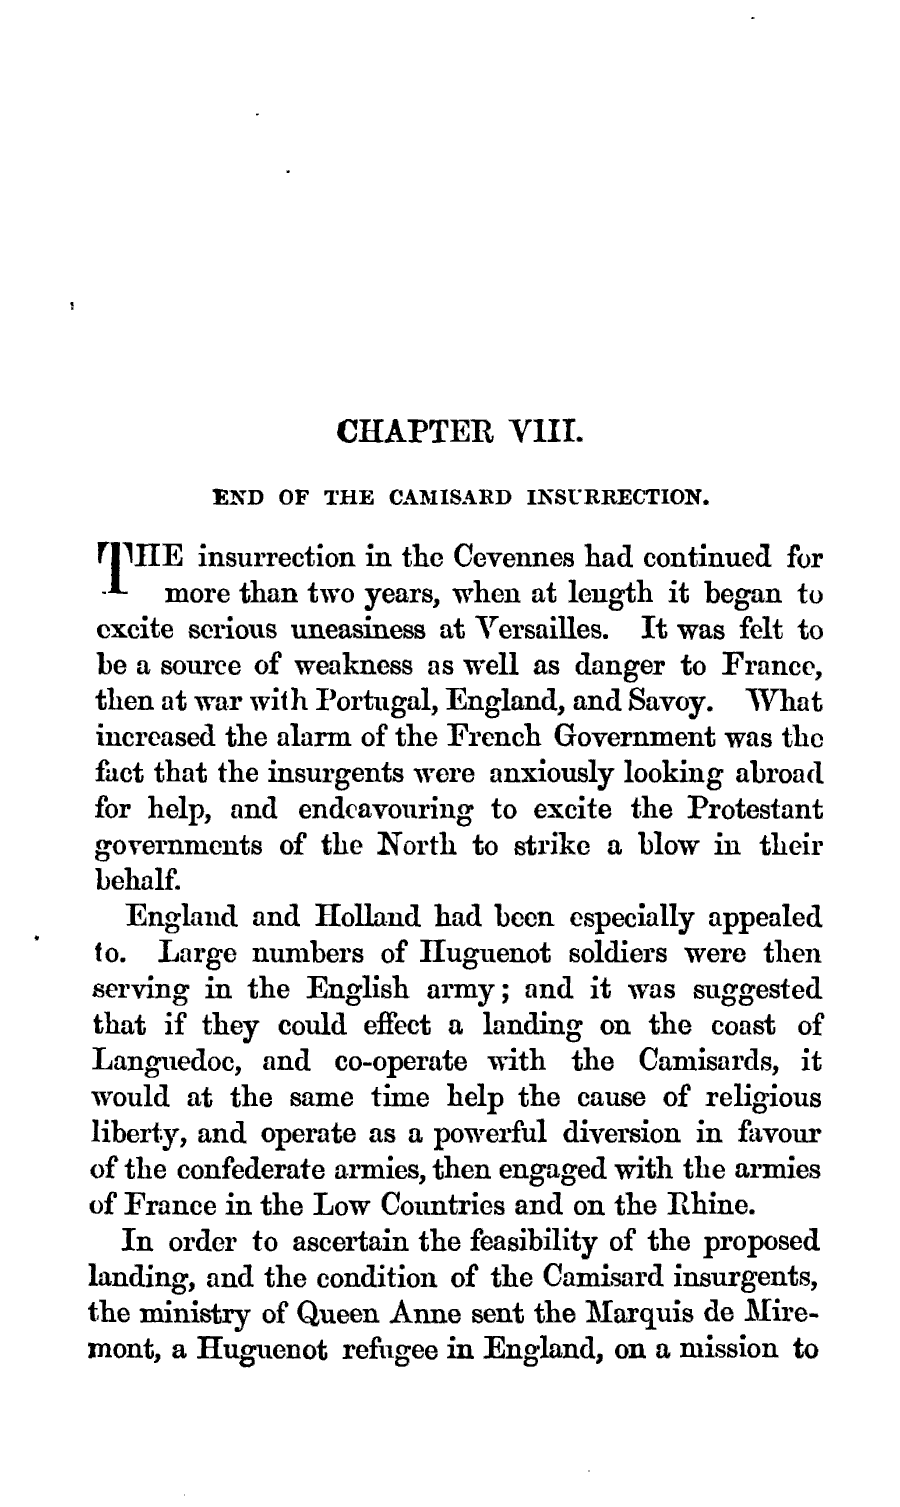 CHAPTER VIII.
END OF THE CAMISARD INSURRECTION.
THE insurrection in the Cevennes had continued for
more than two years, when at length it began to
excite serious uneasiness at Versailles. It was felt to
be a source of weakness as well as danger to France,
then at war with Portugal, England, and Savoy. What
increased the alarm of the French Government was the
fact that the insurgents were anxiously looking abroad
for help, and endeavouring to excite the Protestant
governments of the North to strike a blow in their
behalf.
England and Holland had been especially appealed
to. Large numbers of Huguenot soldiers were then
serving in the English army; and it was suggested
that if they could effect a landing on the coast of
Languedoc, and co-operate with the Camisards, it
would at the same time help the cause of religious
liberty, and operate as a powerful diversion in favour
of the confederate armies, then engaged with the armies
of France in the Low Countries and on the Rhine.
In order to ascertain the feasibility of the proposed
landing, and the condition of the Camisard insurgents,
the ministry of Queen Anne sent the Marquis de Mire-
mont, a Huguenot refugee in England, on a mission to